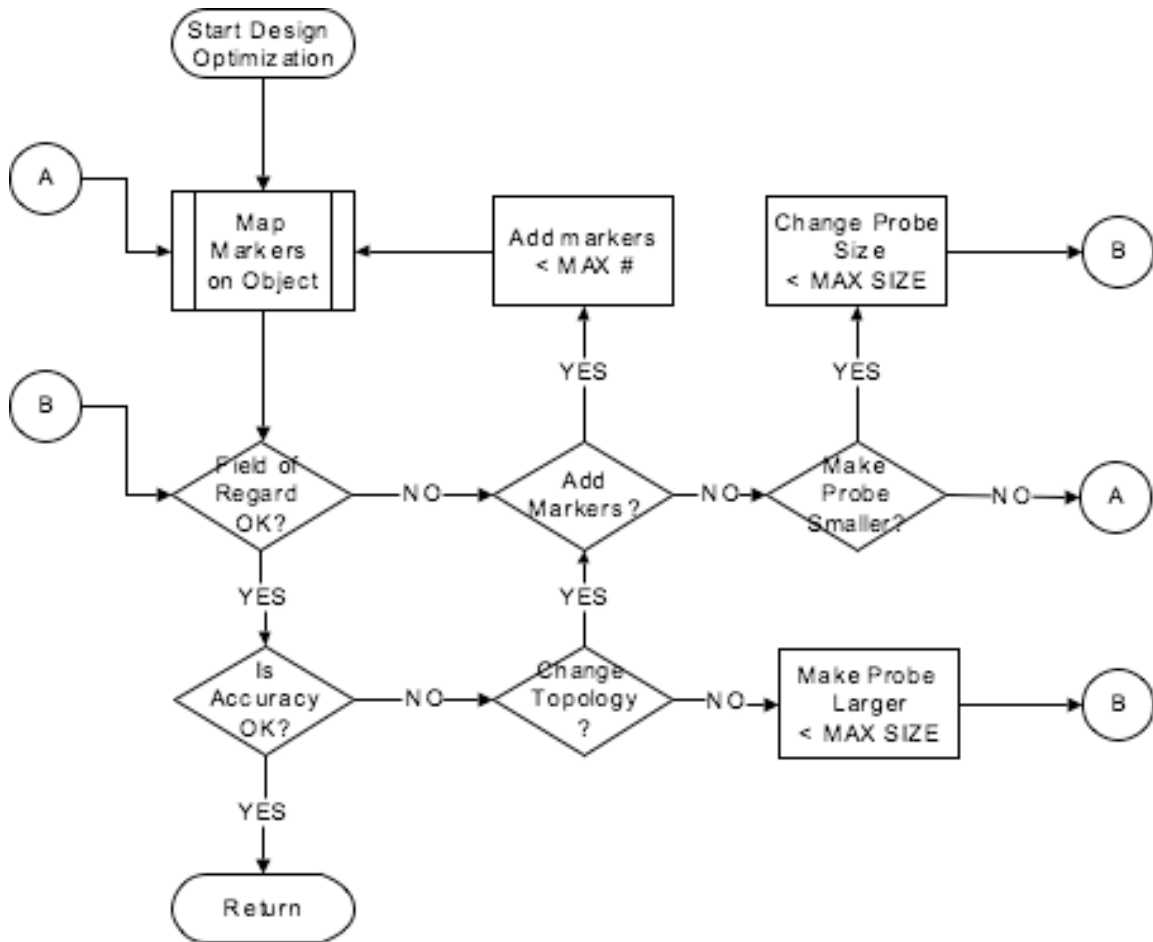 Start Design
Optimization
A
Map
Markers
on Object
Add markers
< MAX #
Change Probe
Size
< MAX SIZE
B
YES
YES
B
Field of
Regard
OK?
NO
Add
Markers?
NO
Make
Probe
Smaller?
NO
A
YES
YES
Is
Accuracy
OK?
NO
Change
Topology
?
NO
Make Probe
Larger
< MAX SIZE
B
YES
Return